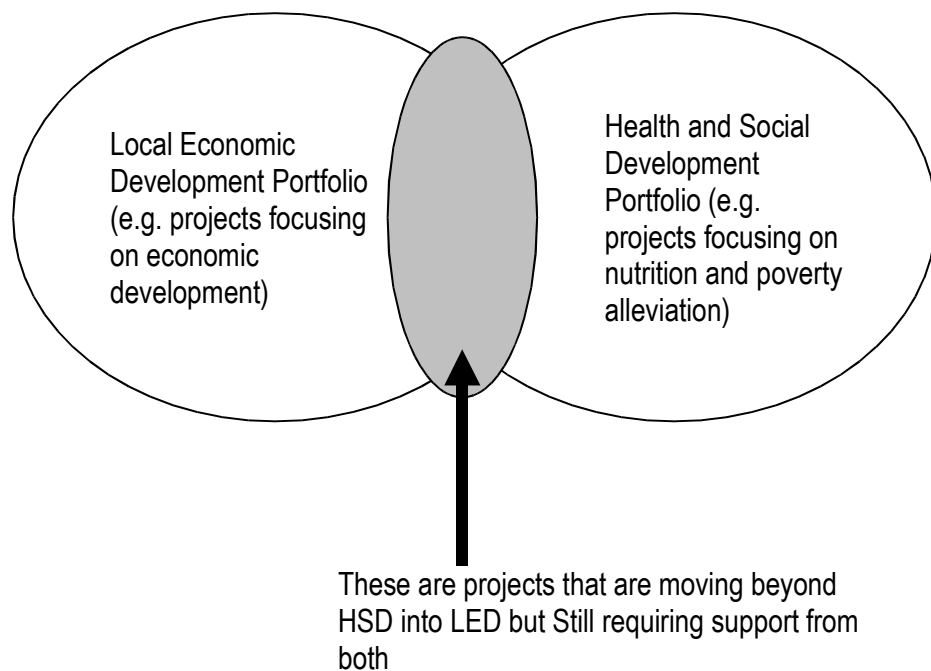 Local Economic
Development Portfolio
(e.g. projects focusing
on economic
development)
Health and Social
Development
Portfolio (e.g.
projects focusing on
nutrition and poverty
alleviation)
These are projects that are moving beyond
HSD into LED but Still requiring support from
both